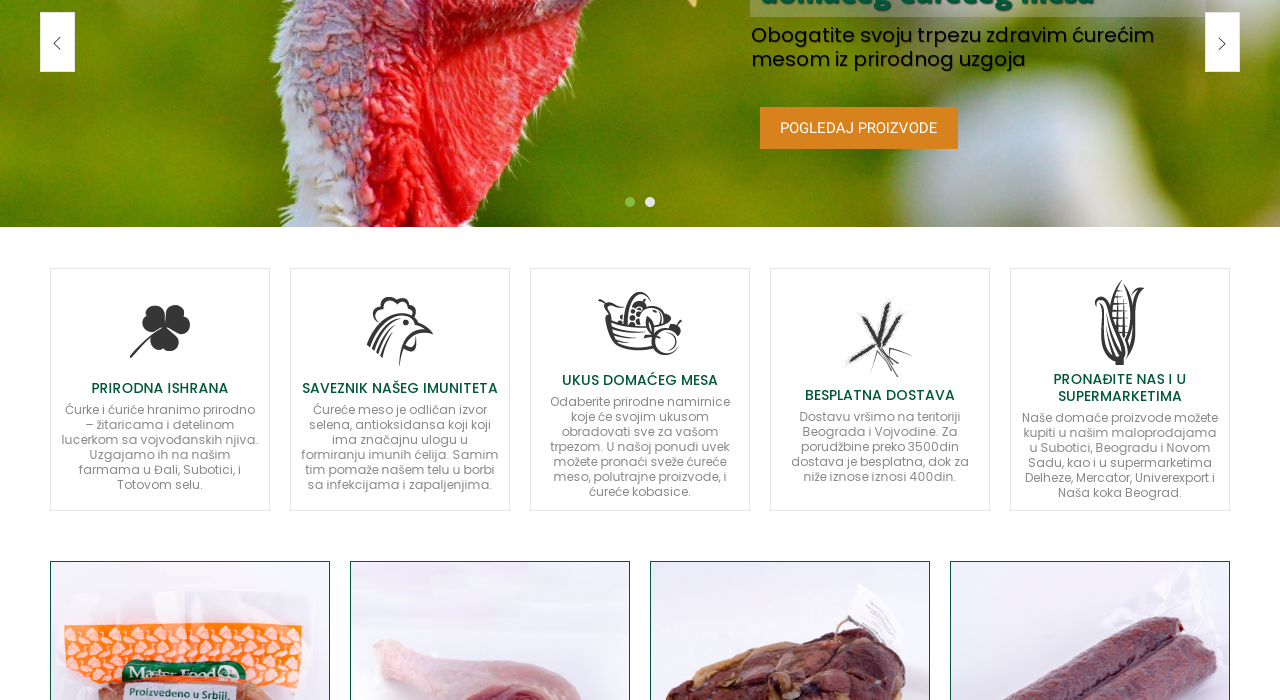 domaćeg ćurećeg mesa
Obogatite svoju trpezu zdravim ćurećim
mesom iz prirodnog uzgoja
POGLEDAJ PROIZVODE
PRIRODNA ISHRANA
Ćurke i ćuriće hranimo prirodno
– žitaricama i detelinom
lucerkom sa vojvođanskih njiva.
Uzgajamo ih na našim
farmama u Đali, Subotici, i
Totovom selu.
SAVEZNIK NAŠEG IMUNITETA
Ćureće meso je odličan izvor
selena, antioksidansa koji koji
ima značajnu ulogu u
formiranju imunih ćelija. Samim
tim pomaže našem telu u borbi
sa infekcijama i zapaljenjima.
UKUS DOMAĆEG MESA
Odaberite prirodne namirnice
koje će svojim ukusom
obradovati sve za vašom
trpezom. U našoj ponudi uvek
možete pronaći sveže ćureće
meso, polutrajne proizvode, i
ćureće kobasice.
BESPLATNA DOSTAVA
Dostavu vršimo na teritoriji
Beograda i Vojvodine. Za
porudžbine preko 3500din
dostava je besplatna, dok za
niže iznose iznosi 400din.
PRONAĐITE NAS I U
SUPERMARKETIMA
Naše domaće proizvode možete
kupiti u našim maloprodajama
u Subotici, Beogradu i Novom
Sadu, kao i u supermarketima
Delheze, Mercator, Univerexport i
Naša koka Beograd.
Master Food
Proizvedeno u Srbiji.